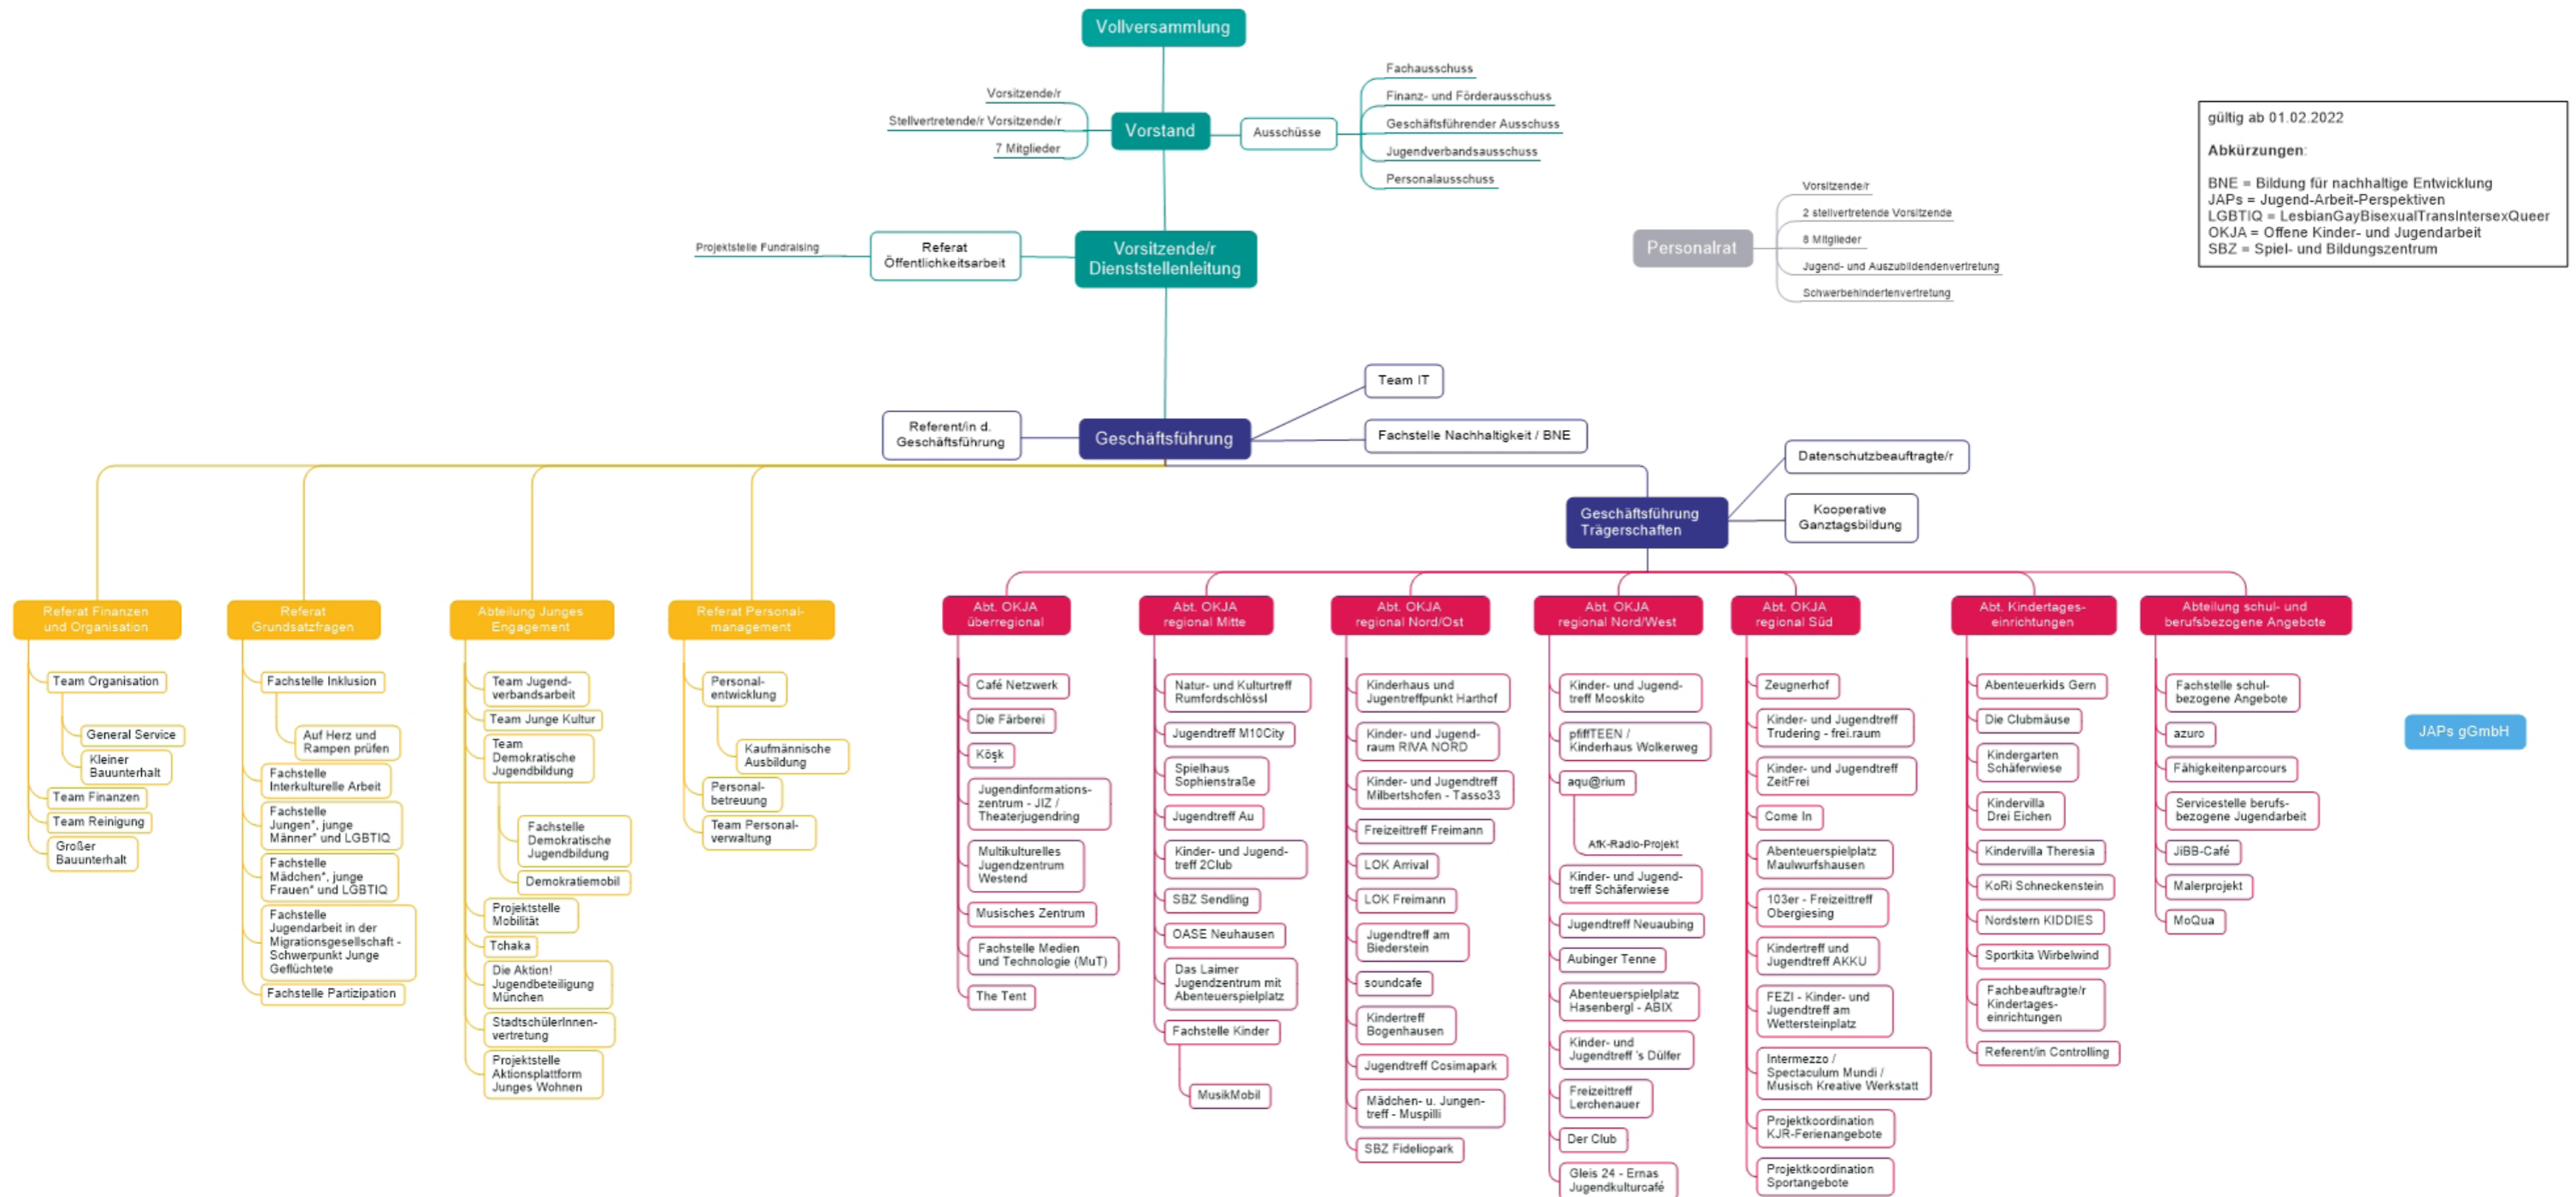 Vollversammlung
Vorsitzende/r
Stellvertretende/r Vorsitzende/r
7 Mitglieder
Vorstand
Ausschüsse
Fachausschuss
Finanz- und Förderausschuss
Geschäftsführender Ausschuss
Jugendverbandsausschuss
Personalausschuss
gültig ab 01.02.2022
Abkürzungen:
BNE = Bildung für nachhaltige Entwicklung
JAPs = Jugend-Arbeit-Perspektiven
LGBTIQ = LesbianGayBisexualTransIntersexQueer
OKJA = Offene Kinder- und Jugendarbeit
SBZ = Spiel- und Bildungszentrum
Projektstelle Fundraising
Referat
Öffentlichkeitsarbeit
Vorsitzende/r
Dienststellenleitung
Personalrat
Vorsitzende/r
2 stellvertretende Vorsitzende
8 Mitglieder
Jugend- und Auszubildendenvertretung
Schwerbehindertenvertretung
Referent/in d.
Geschäftsführung
Geschäftsführung
Team IT
Fachstelle Nachhaltigkeit / BNE
Geschäftsführung
Trägerschaften
Datenschutzbeauftragte/r
Kooperative
Ganztagsbildung
Referat Finanzen
und Organisation
Team Organisation
General Service
Kleiner
Bauunterhalt
Team Finanzen
Team Reinigung
Großer
Bauunterhalt
Referat
Grundsatzfragen
Fachstelle Inklusion
Auf Herz und
Rampen prüfen
Fachstelle
Interkulturelle Arbeit
Fachstelle
Jungen*, junge
Männer* und LGBTIQ
Fachstelle
Mädchen*, junge
Frauen* und LGBTIQ
Fachstelle
Jugendarbeit in der
Migrationsgesellschaft -
Schwerpunkt Junge
Geflüchtete
Fachstelle Partizipation
Abteilung Junges
Engagement
Team Jugend-
verbandsarbeit
Team Junge Kultur
Team
Demokratische
Jugendbildung
Fachstelle
Demokratische
Jugendbildung
Demokratiemobil
Projektstelle
Mobilität
Tchaka
Die Aktion!
Jugendbeteiligung
München
StadtschülerInnen-
vertretung
Projektstelle
Aktionsplattform
Junges Wohnen
Referat Personal-
management
Personal-
entwicklung
Kaufmännische
Ausbildung
Personal-
betreuung
Team Personal-
verwaltung
Abt. OKJA
überregional
Café Netzwerk
Die Färberei
Köşk
Jugendinformations-
zentrum - JIZ /
Theaterjugendring
Multikulturelles
Jugendzentrum
Westend
Musisches Zentrum
Fachstelle Medien
und Technologie (MuT)
The Tent
Abt. OKJA
regional Mitte
Natur- und Kulturtreff
Rumfordschlössl
Jugendtreff M10City
Spielhaus
Sophienstraße
Jugendtreff Au
Kinder- und Jugend-
treff 2Club
SBZ Sendling
OASE Neuhausen
Das Laimer
Jugendzentrum mit
Abenteuerspielplatz
Fachstelle Kinder
MusikMobil
Abt. OKJA
regional Nord/Ost
Kinderhaus und
Jugentreffpunkt Harthof
Kinder- und Jugend-
raum RIVA NORD
Kinder- und Jugendtreff
Milbertshofen - Tasso33
Freizeittreff Freimann
LOK Arrival
LOK Freimann
Jugendtreff am
Biederstein
soundcafe
Kindertreff
Bogenhausen
Jugendtreff Cosimapark
Mädchen- u. Jungen-
treff - Muspilli
SBZ Fideliopark
Abt. OKJA
regional Nord/West
Kinder- und Jugend-
treff Mooskito
pfiffTEEN /
Kinderhaus Wolkerweg
aqu@rium
AfK-Radio-Projekt
Kinder- und Jugend-
treff Schäferwiese
Jugendtreff Neuaubing
Aubinger Tenne
Abenteuerspielplatz
Hasenbergl - ABIX
Kinder- und
Jugendtreff 's Dülfer
Freizeittreff
Lerchenauer
Der Club
Gleis 24 - Ernas
Jugendkulturcafé
Abt. OKJA
regional Süd
Zeugnerhof
Kinder- und Jugendtreff
Trudering - frei.raum
Kinder- und Jugendtreff
ZeitFrei
Come In
Abenteuerspielplatz
Maulwurfshausen
103er - Freizeittreff
Obergiesing
Kindertreff und
Jugendtreff AKKU
FEZI - Kinder- und
Jugendtreff am
Wettersteinplatz
Intermezzo /
Spectaculum Mundi /
Musisch Kreative Werkstatt
Projektkoordination
KJR-Ferienangebote
Projektkoordination
Sportangebote
Abt. Kindertages-
einrichtungen
Abenteuerkids Gern
Die Clubmäuse
Kindergarten
Schäferwiese
Kindervilla
Drei Eichen
Kindervilla Theresia
KoRi Schneckenstein
Nordstern KIDDIES
Sportkita Wirbelwind
Fachbeauftragte/r
Kindertages-
einrichtungen
Referent/in Controlling
Abteilung schul- und
berufsbezogene Angebote
Fachstelle schul-
bezogene Angebote
azuro
Fähigkeitenparcours
Servicestelle berufs-
bezogene Jugendarbeit
JiBB-Café
Malerprojekt
MoQua
JAPs gGmbH